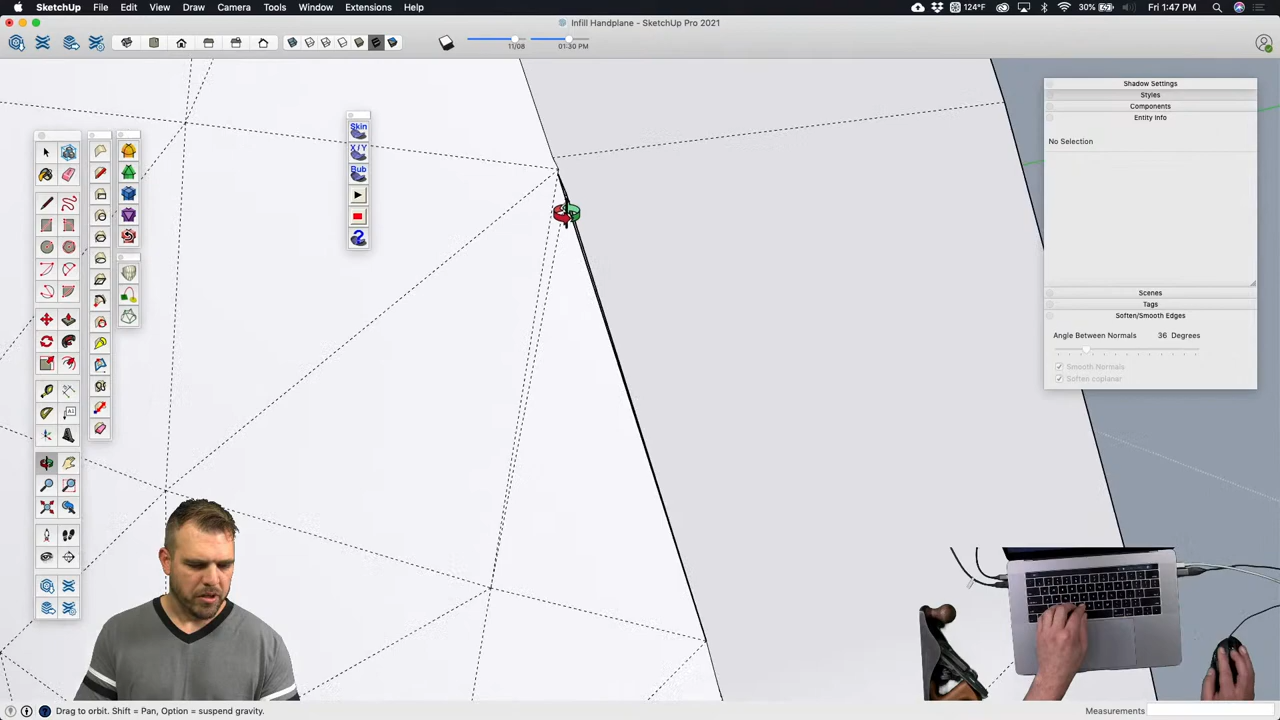 SketchUp File Edit View Draw Camera Tools Window Extensions Help
124°F 30% Fri 1:47 PM
Infill Handplane - SketchUp Pro 2021
11/08 01:30 PM
Shadow Settings
Styles
Components
Entity Info
No Selection
Skin
X/Y
Bub
?
Scenes
Tags
Soften/Smooth Edges
Angle Between Normals 36 Degrees
Smooth Normals
Soften coplanar
Drag to orbit. Shift = Pan, Option = suspend gravity.
Measurements